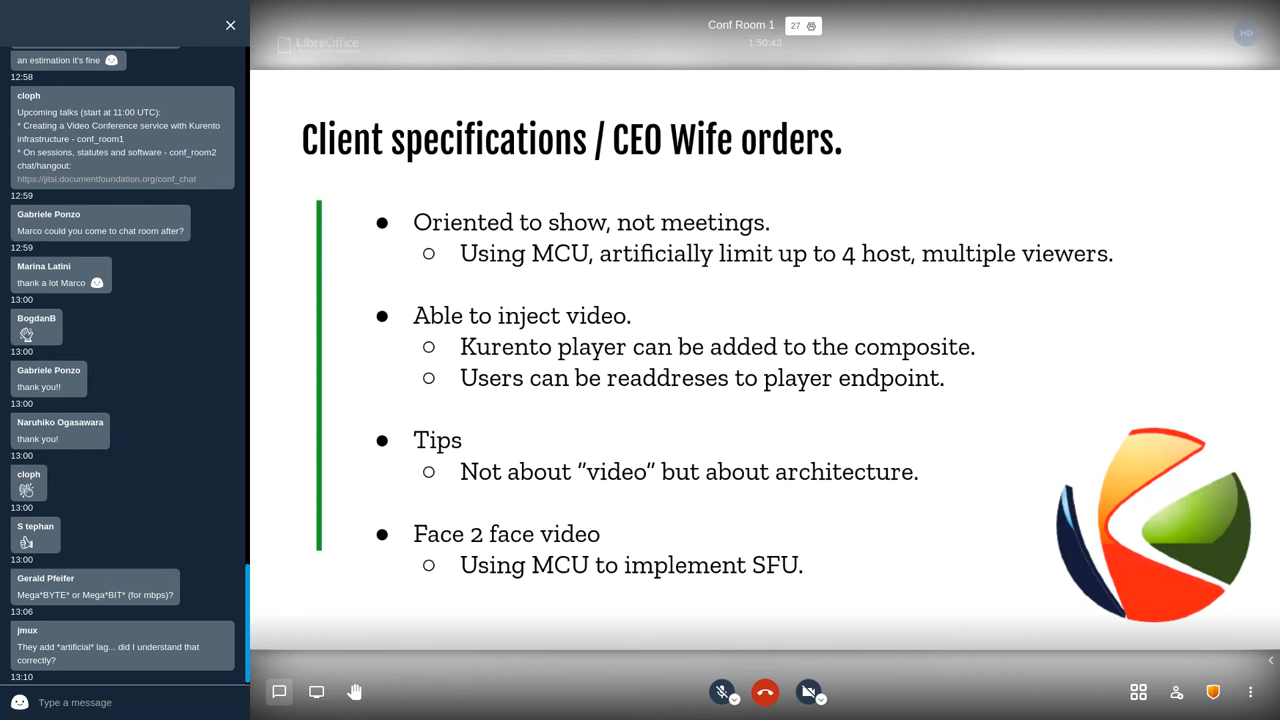 an estimation it's fine
12:58
cloph
Upcoming talks (start at 11:00 UTC):
* Creating a Video Conference service with Kurento
infrastructure - conf_room1
* On sessions, statutes and software - conf_room2
chat/hangout:
https://jitsi.documentfoundation.org/conf_chat
12:59
Gabriele Ponzo
Marco could you come to chat room after?
12:59
Marina Latini
thank a lot Marco
13:00
BogdanB
13:00
Gabriele Ponzo
thank you!!
13:00
Naruhiko Ogasawara
thank you!
13:00
cloph
13:00
S tephan
13:00
Gerald Pfeifer
Mega*BYTE* or Mega*BIT* (for mbps)?
13:06
jmux
They add *artificial* lag... did I understand that
correctly?
13:10
Type a message
Conf Room 1
27
1:50:43
LibreOffice
HD
Client specifications / CEO Wife orders.
● Oriented to show, not meetings.
○ Using MCU, artificially limit up to 4 host, multiple viewers.
● Able to inject video.
○ Kurento player can be added to the composite.
○ Users can be readdreses to player endpoint.
● Tips
○ Not about “video” but about architecture.
● Face 2 face video
○ Using MCU to implement SFU.